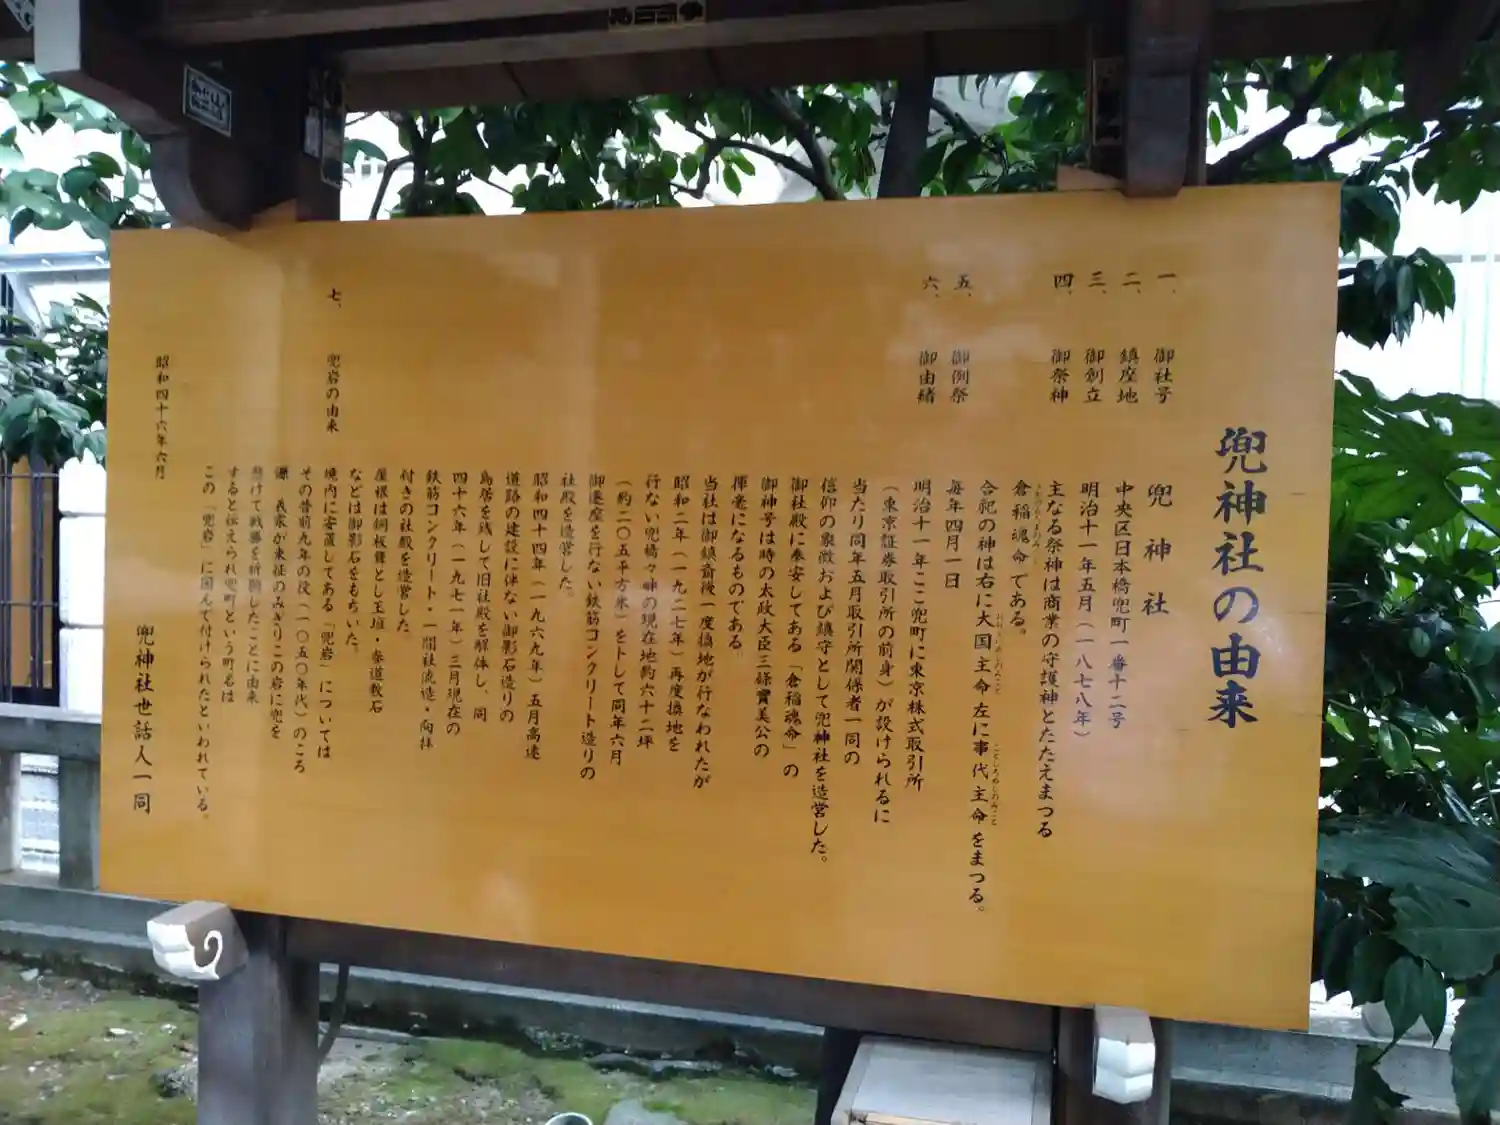 兜神社の由来
一、 御社号 兜神社
二、 鎮座地 中央区日本橋兜町一番十二号
三、 御創立 明治十一年五月(一八七八年)
四、 御祭神 主なる祭神は商業の守護神とたたえまつる
倉稲魂命である。
合祀の神は右に大国主命左に事代主命をまつる。
五、 御例祭 毎年四月一日
六、 御由緒 明治十一年ここ兜町に東京株式取引所
(東京証券取引所の前身)が設けられるに
当たり同年五月取引所関係者一同の
信仰の象徴および鎮守として兜神社を造営した。
御社殿に奉安してある「倉稲魂命」の
御神号は時の太政大臣三條實美公の
揮毫になるものである
当社は御鎮斎後一度換地が行なわれたが
昭和二年(一九二七年)再度換地を
行ない兜橋々畔の現在地約六十二坪
(約二〇五平方米)をトして同年六月
御遷座を行ない鉄筋コンクリート造りの
社殿を造営した。
昭和四十四年(一九六九年)五月高速
道路の建設に伴ない御影石造りの
鳥居を残して旧社殿を解体し、同
四十六年(一九七一年)三月現在の
鉄筋コンクリート・一間社流造・向拝
付きの社殿を造営した。
屋根は銅板葺とし玉垣・参道敷石
などは御影石をもちいた。
七、 兜岩の由来 境内に安置してある「兜岩」については
その昔前九年の役(一〇五〇年代)のころ
源 義家が東征のみぎりこの岩に兜を
懸けて戦勝を祈願したことに由来
すると伝えられ兜町という町名は
この「兜岩」に因んで付けられたといわれている。
昭和四十六年六月
兜神社世話人一同